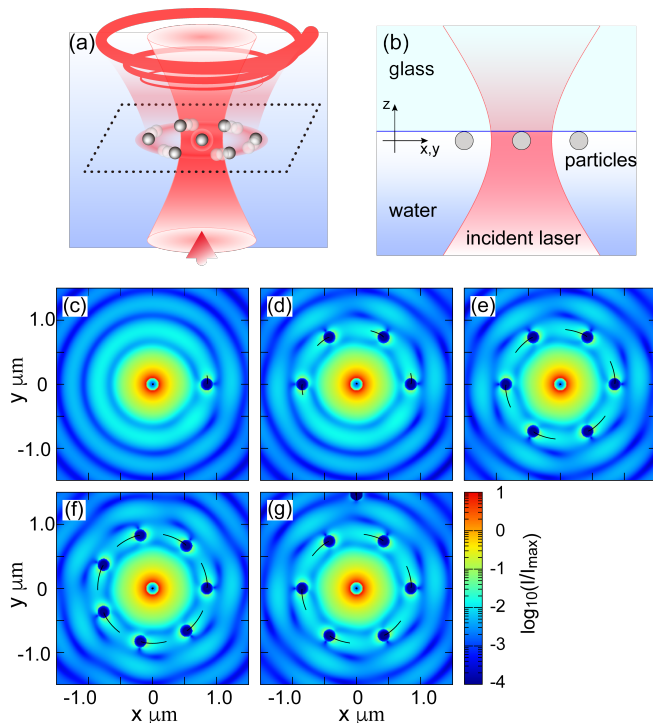 (a)
(b)
glass
z
x,y
particles
water
incident laser
(c)
(d)
(e)
1.0
0
-1.0
y μm
(f)
(g)
1.0
0
-1.0
y μm
-1.0
0
1.0
x μm
-1.0
0
1.0
x μm
1
0
-1
-2
-3
-4
log10(I/Imax)